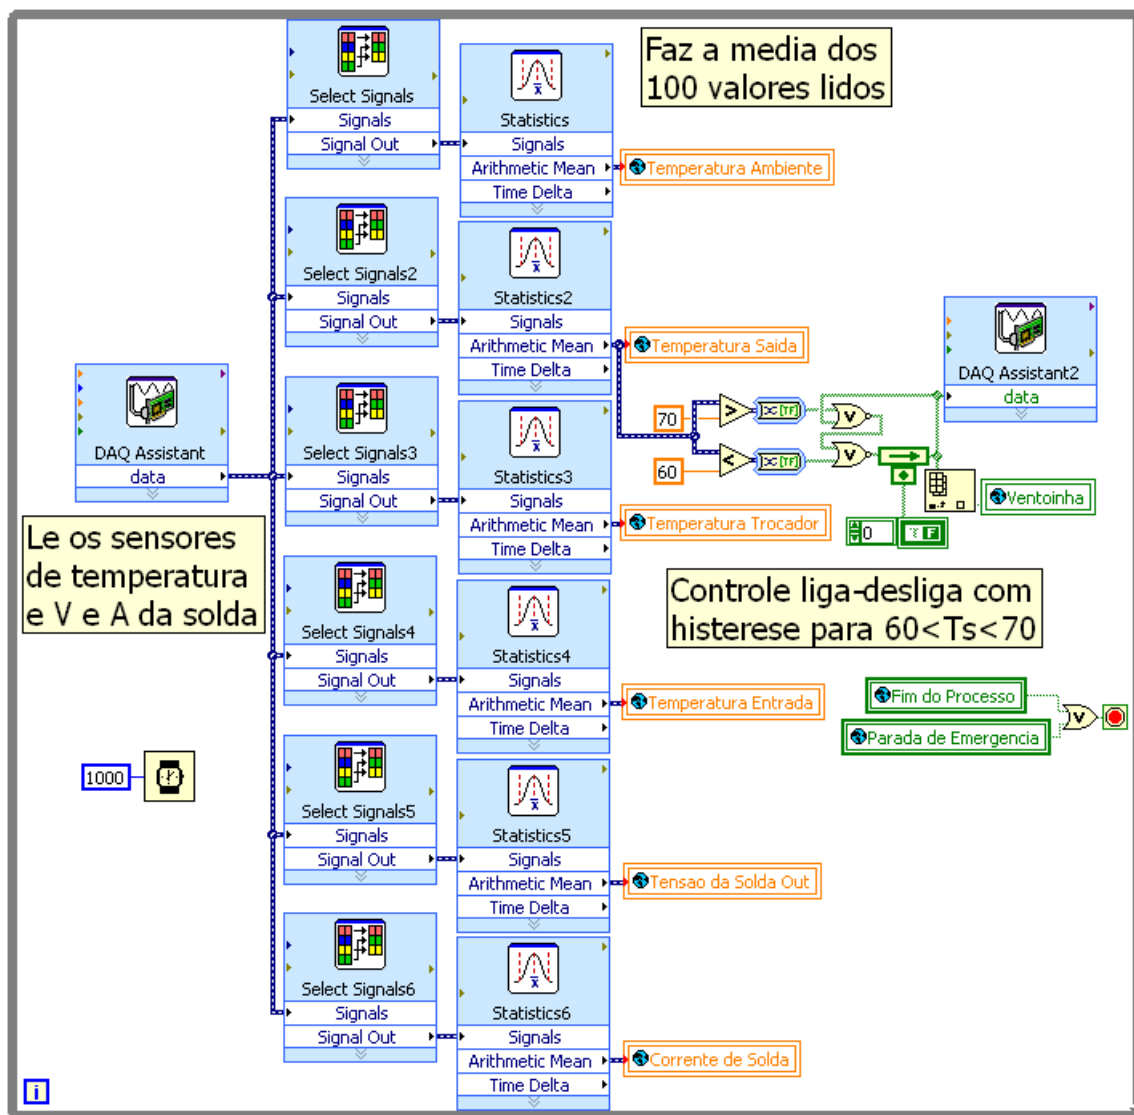 Select Signals
Signals
Signal Out
Statistics
Signals
Arithmetic Mean
Time Delta
Faz a media dos
100 valores lidos
Temperatura Ambiente
Select Signals2
Signals
Signal Out
Statistics2
Signals
Arithmetic Mean
Time Delta
Temperatura Saida
DAQ Assistant
data
Le os sensores
de temperatura
e V e A da solda
Select Signals3
Signals
Signal Out
Statistics3
Signals
Arithmetic Mean
Time Delta
Temperatura Trocador
70
>
[TF]
V
60
<
[TF]
V
DAQ Assistant2
data
Ventoinha
0
F
Controle liga-desliga com
histerese para 60<Ts<70
Select Signals4
Signals
Signal Out
Statistics4
Signals
Arithmetic Mean
Time Delta
Temperatura Entrada
Fim do Processo
Parada de Emergencia
V
1000
Select Signals5
Signals
Signal Out
Statistics5
Signals
Arithmetic Mean
Time Delta
Tensao da Solda Out
Select Signals6
Signals
Signal Out
Statistics6
Signals
Arithmetic Mean
Time Delta
Corrente de Solda
i